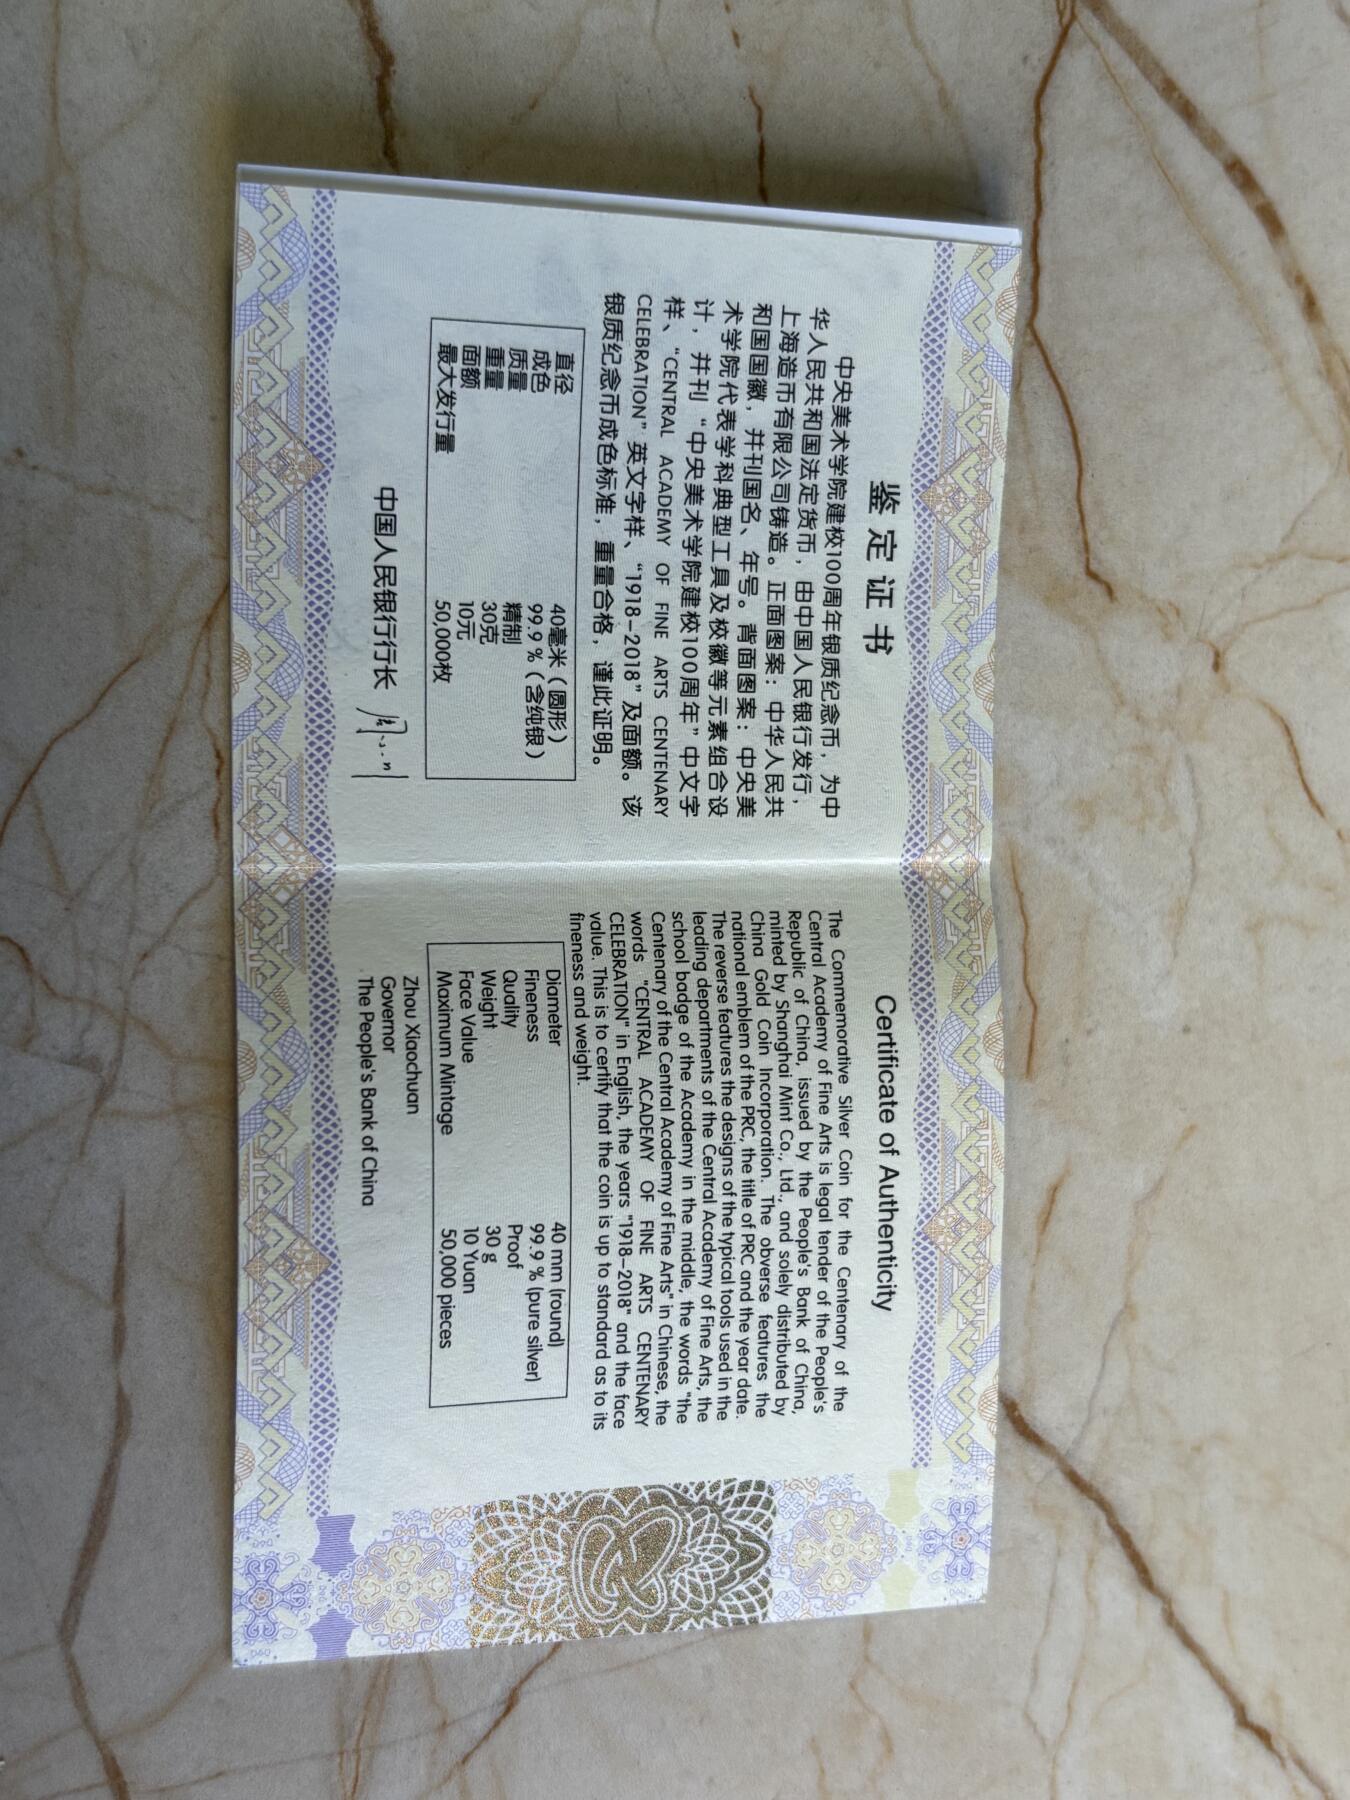 鉴定证书
中央美术学院建校100周年银质纪念币，为中
华人民共和国法定货币，由中国人民银行发行，
上海造币有限公司铸造。正面图案：中华人民共
和国国徽，并刊国名、年号。背面图案：中央美
术学院代表学科典型工具及校徽等元素组合设
计，并刊“中央美术学院建校100周年”中文字
样、“CENTRAL ACADEMY OF FINE ARTS CENTENARY
CELEBRATION”英文字样、“1918-2018”及面额。该
银质纪念币成色标准，重量合格，谨此证明。
直径 40毫米（圆形）
成色 99.9％（含纯银）
质量 精制
重量 30克
面额 10元
最大发行量 50,000枚
中国人民银行行长
Certificate of Authenticity
The Commemorative Silver Coin for the Centenary of the
Central Academy of Fine Arts is legal tender of the People's
Republic of China, issued by the People's Bank of China,
minted by Shanghai Mint Co., Ltd., and solely distributed by
China Gold Coin Incorporation. The obverse features the
national emblem of the PRC, the title of PRC and the year date.
The reverse features the designs of the typical tools used in the
leading departments of the Central Academy of Fine Arts, the
school badge of the Academy in the middle, the words "the
Centenary of the Central Academy of Fine Arts" in Chinese, the
words "CENTRAL ACADEMY OF FINE ARTS CENTENARY
CELEBRATION" in English, the years "1918-2018" and the face
value. This is to certify that the coin is up to standard as to its
fineness and weight.
Diameter 40 mm (round)
Fineness 99.9 % (pure silver)
Quality Proof
Weight 30 g
Face Value 10 Yuan
Maximum Mintage 50,000 pieces
Zhou Xiaochuan
Governor
The People's Bank of China